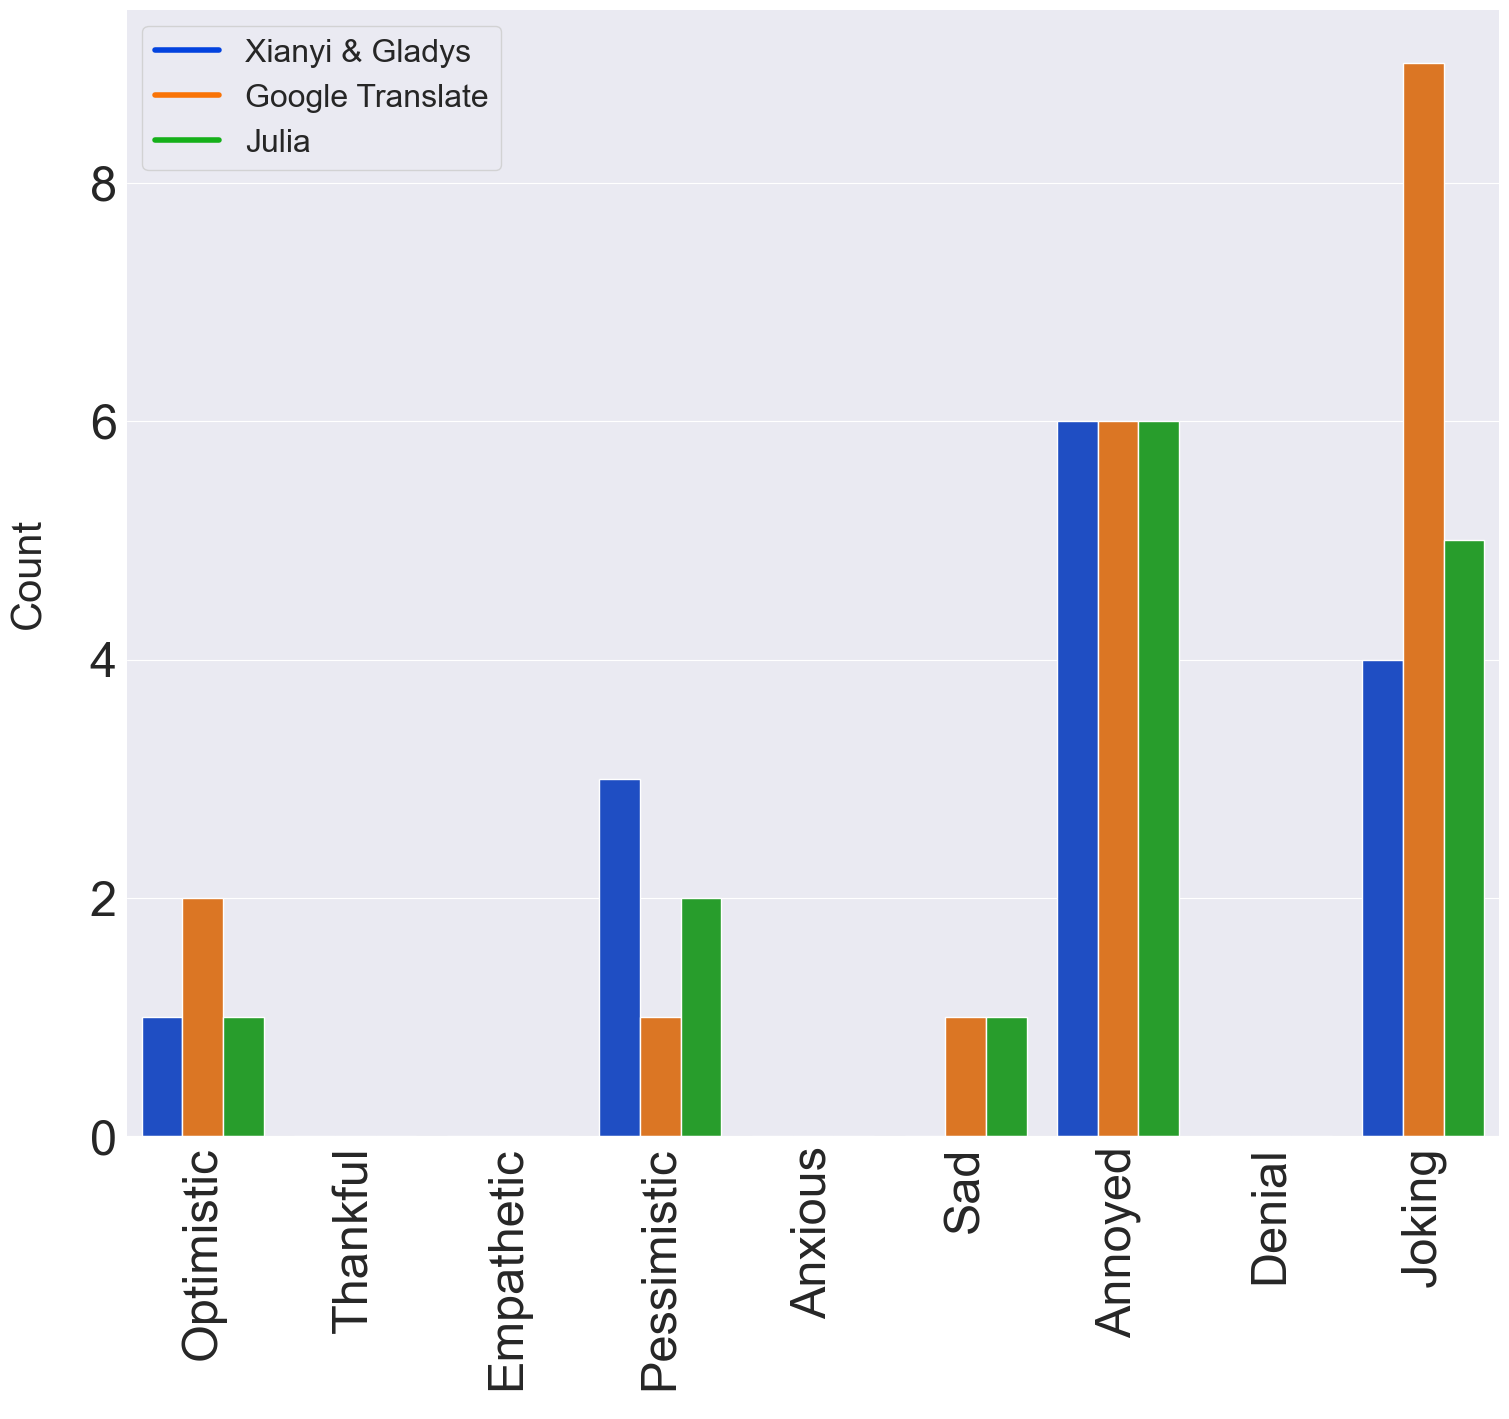 Xianyi & Gladys
Google Translate
Julia
8
6
4
2
0
Count
Optimistic
Thankful
Empathetic
Pessimistic
Anxious
Sad
Annoyed
Denial
Joking